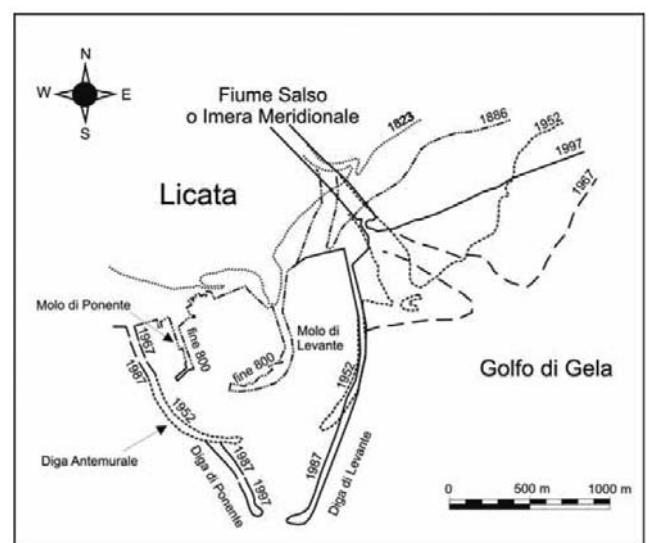 N
W E
S
Fiume Salso
o Imera Meridionale
1823
1886
1952
1997
1967
Licata
Molo di Ponente
fine 800
Molo di
Levante
fine 800
1967
1987
1952
1952
Golfo di Gela
Diga Antemurale
Diga di Ponente
1987
1997
1967
Diga di Levante
0 500 m 1000 m